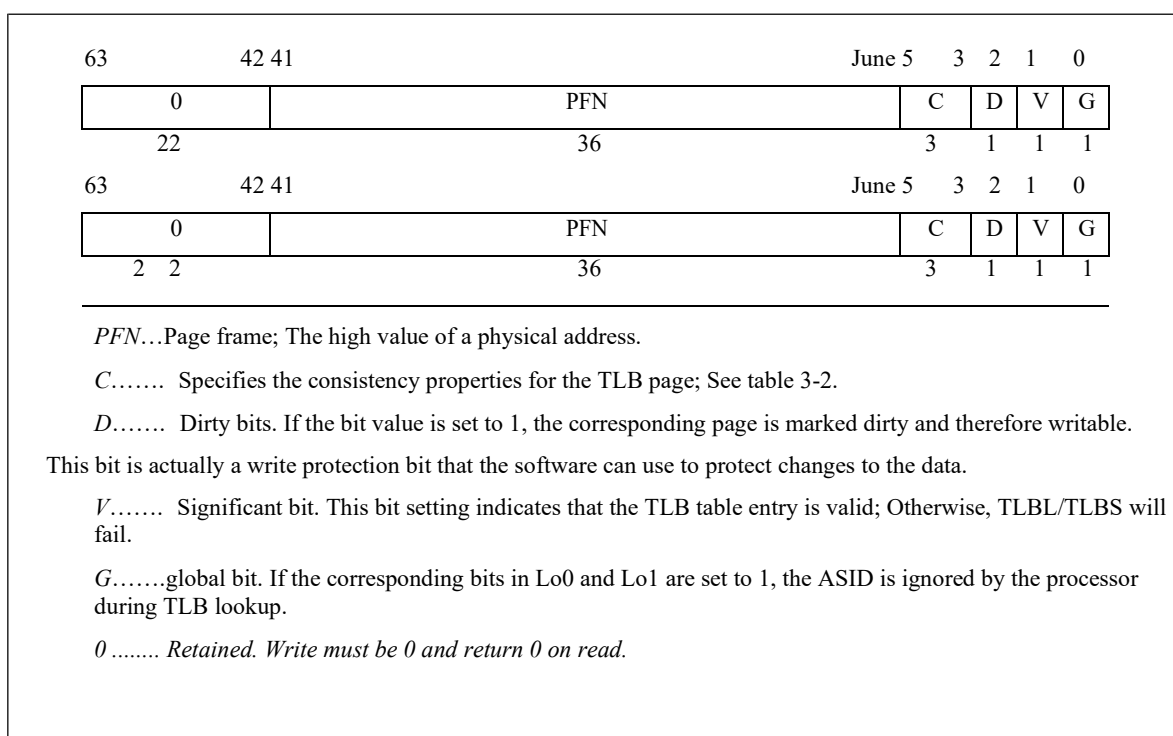 63 42 41 June 5 3 2 1 0
0 PFN C D V G
22 36 3 1 1 1
63 42 41 June 5 3 2 1 0
0 PFN C D V G
2 2 36 3 1 1 1
PFN…Page frame; The high value of a physical address.
C……. Specifies the consistency properties for the TLB page; See table 3-2.
D……. Dirty bits. If the bit value is set to 1, the corresponding page is marked dirty and therefore writable.
This bit is actually a write protection bit that the software can use to protect changes to the data.
V……. Significant bit. This bit setting indicates that the TLB table entry is valid; Otherwise, TLBL/TLBS will
fail.
G…….global bit. If the corresponding bits in Lo0 and Lo1 are set to 1, the ASID is ignored by the processor
during TLB lookup.
0 ........ Retained. Write must be 0 and return 0 on read.